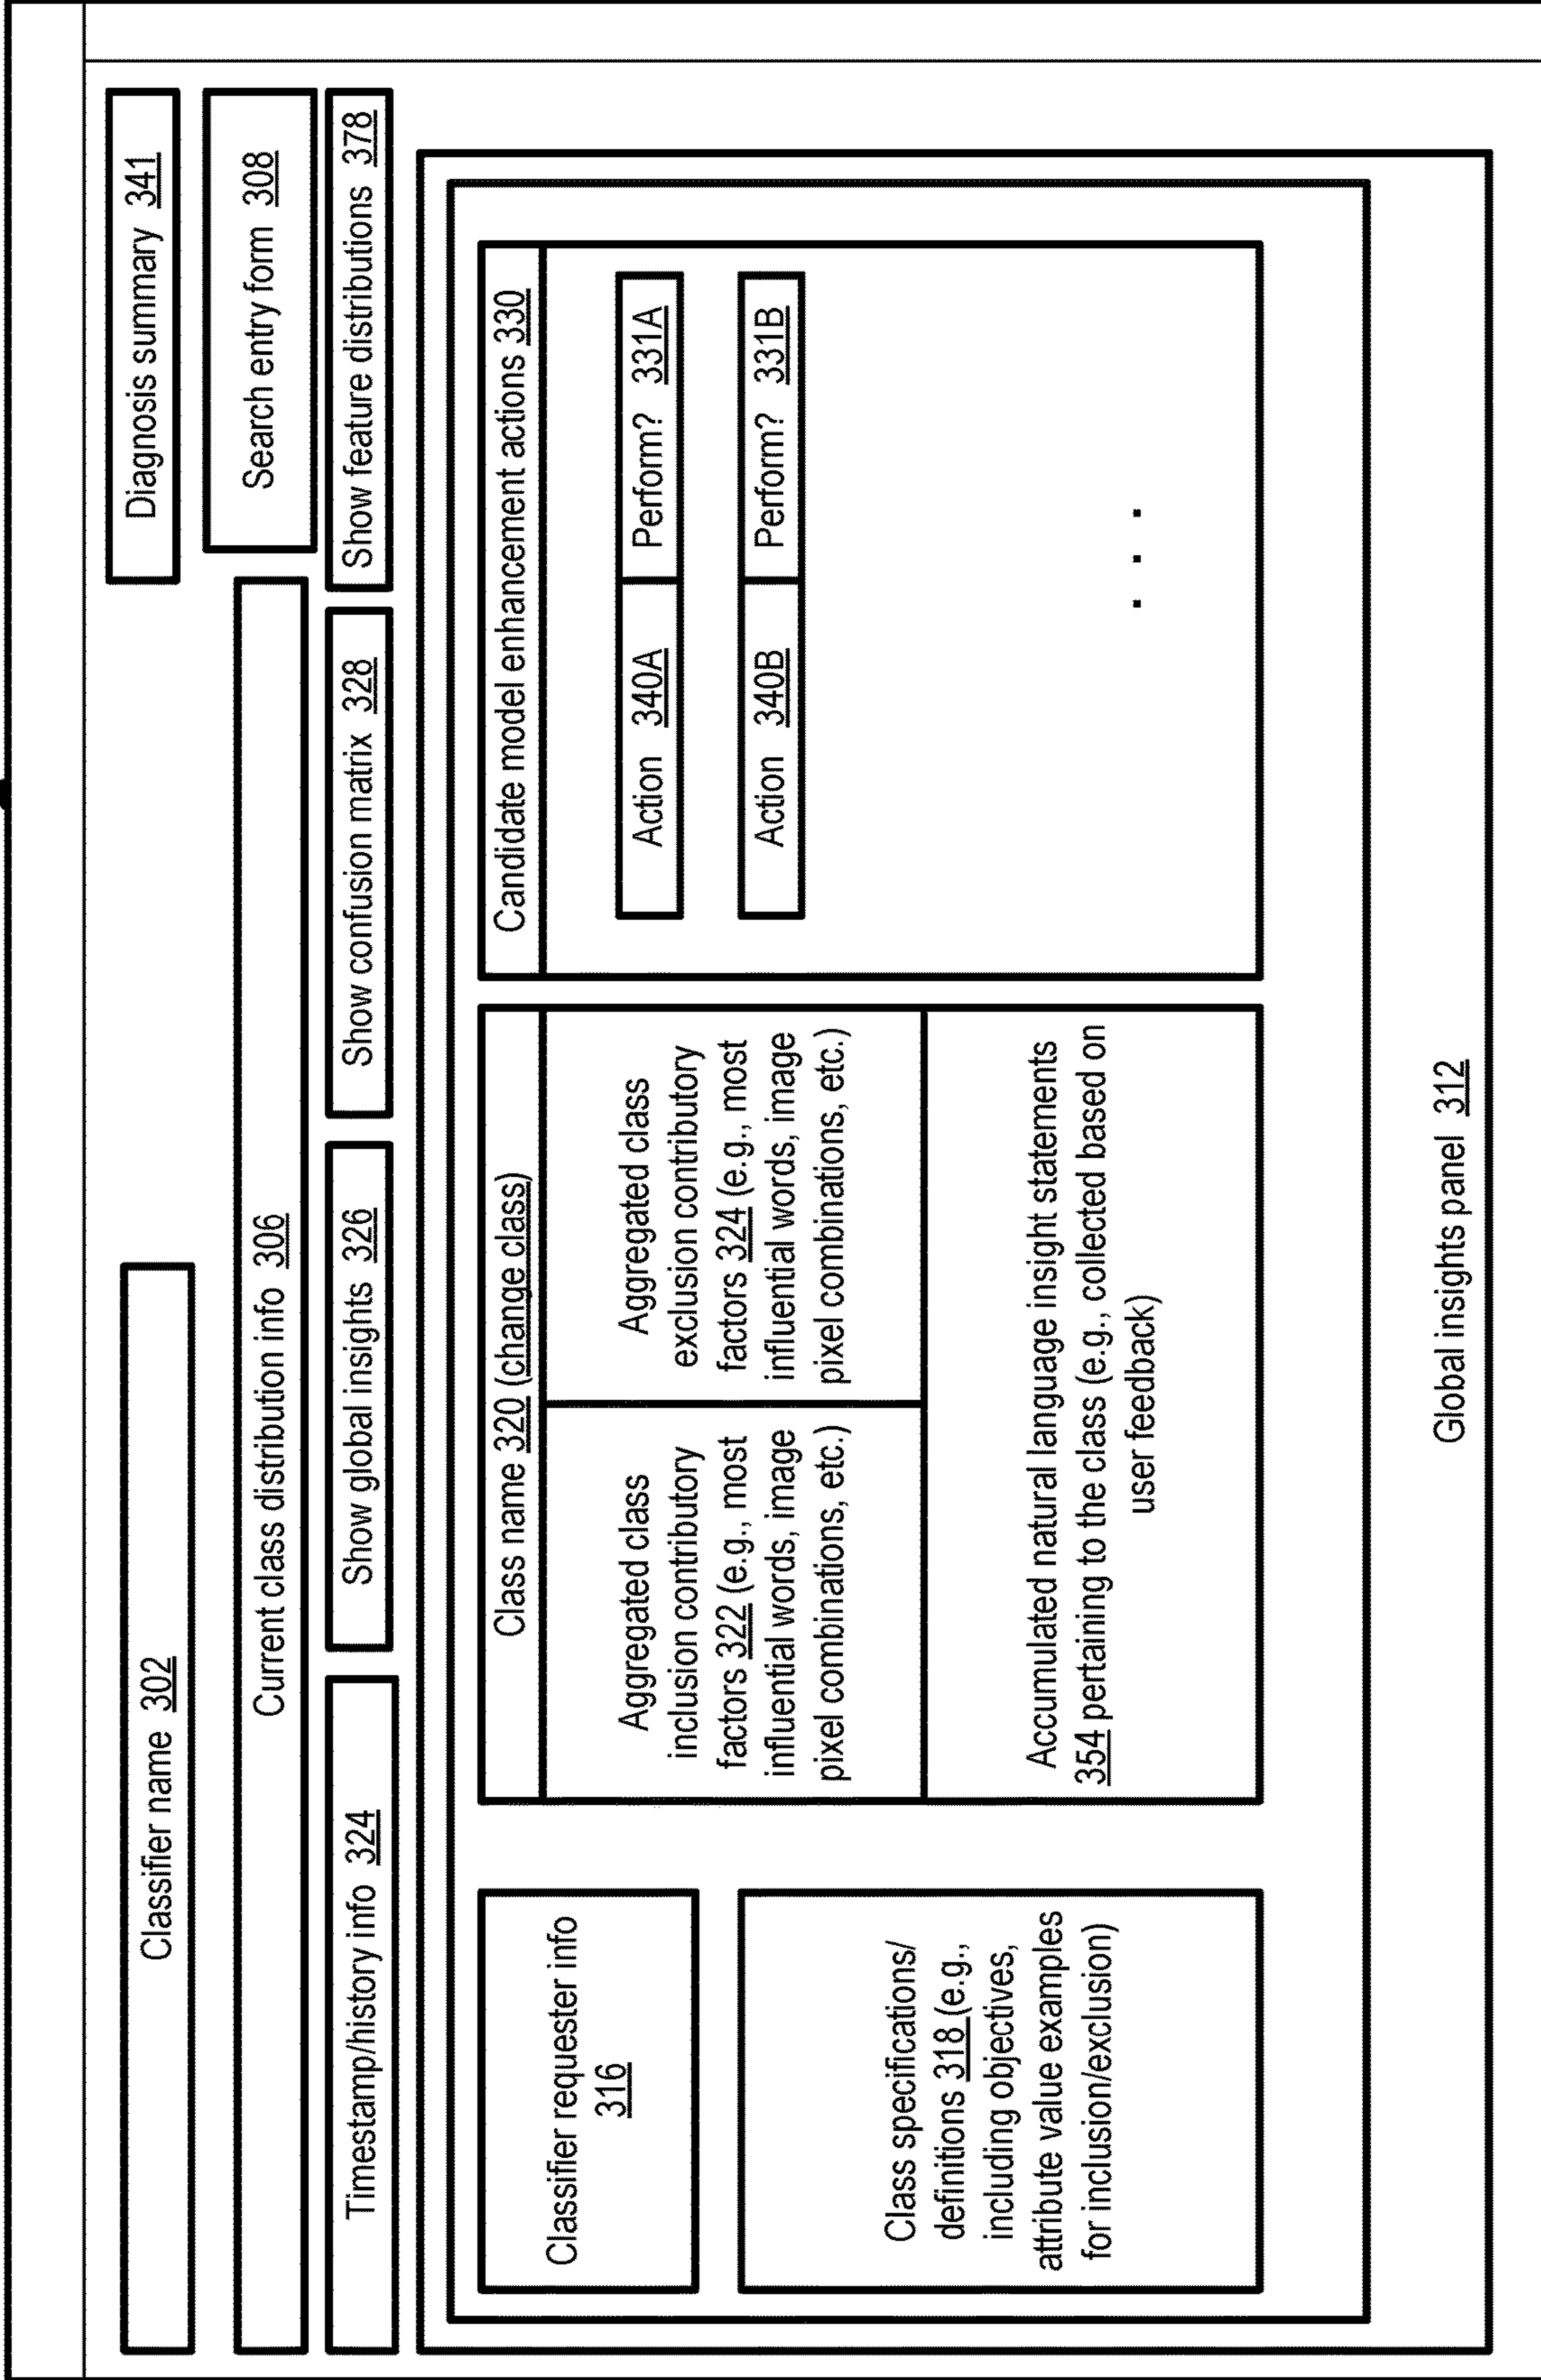 Classifier name 302
Diagnosis summary 341
Current class distribution info 306
Search entry form 308
Timestamp/history info 324
Show global insights 326
Show confusion matrix 328
Show feature distributions 378
Classifier requester info
316
Class specifications/
definitions 318 (e.g.,
including objectives,
attribute value examples
for inclusion/exclusion)
Class name 320 (change class)
Aggregated class
inclusion contributory
factors 322 (e.g., most
influential words, image
pixel combinations, etc.)
Aggregated class
exclusion contributory
factors 324 (e.g., most
influential words, image
pixel combinations, etc.)
Accumulated natural language insight statements
354 pertaining to the class (e.g., collected based on
user feedback)
Candidate model enhancement actions 330
Action 340A
Perform? 331A
Action 340B
Perform? 331B
. . .
Global insights panel 312